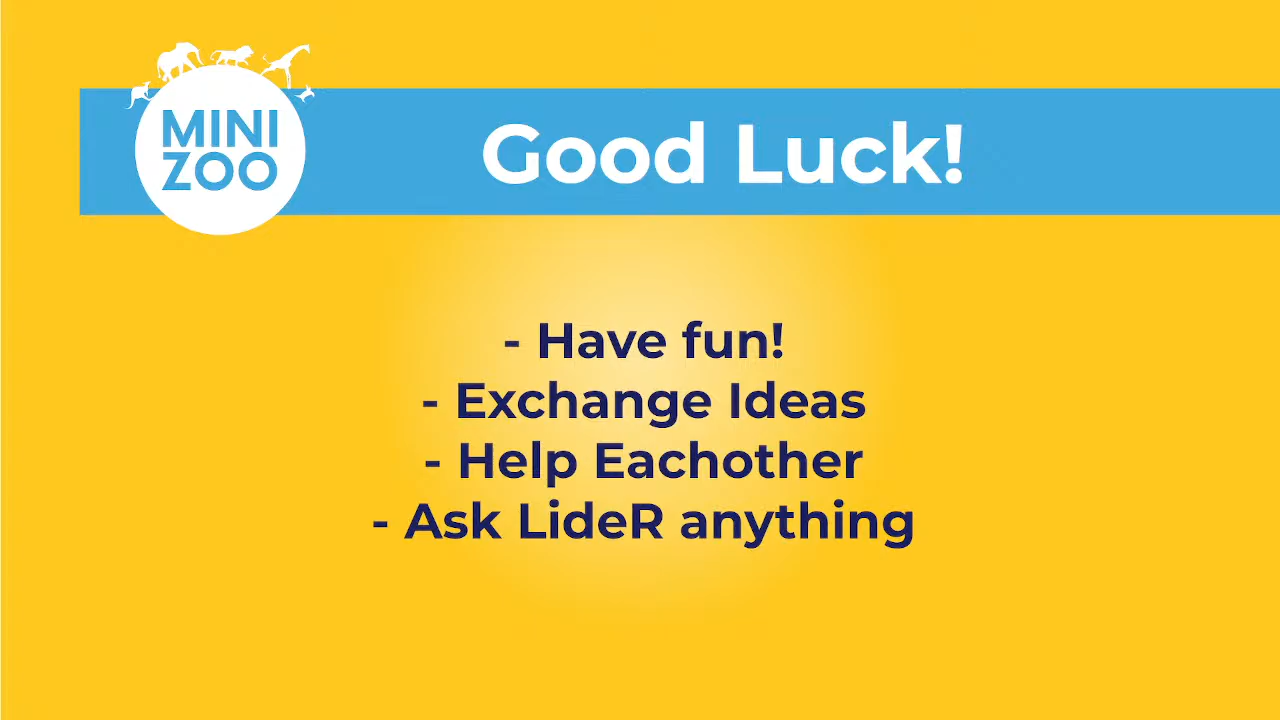 MINI
ZOO
Good Luck!
- Have fun!
- Exchange Ideas
- Help Eachother
- Ask LideR anything